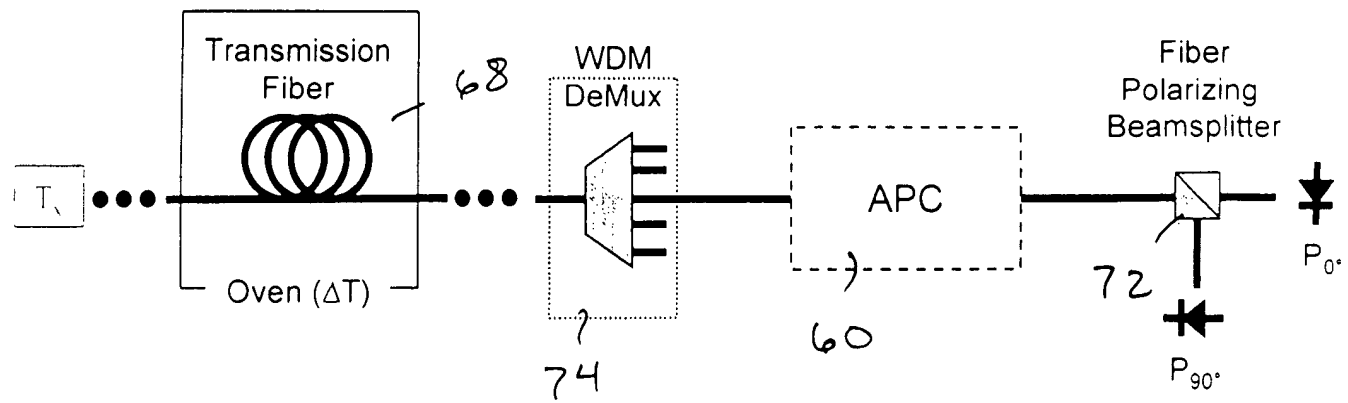 Transmission
Fiber
68
WDM
DeMux
Fiber
Polarizing
Beamsplitter
APC
Oven (ΔT)
74
60
72
P0°
P90°